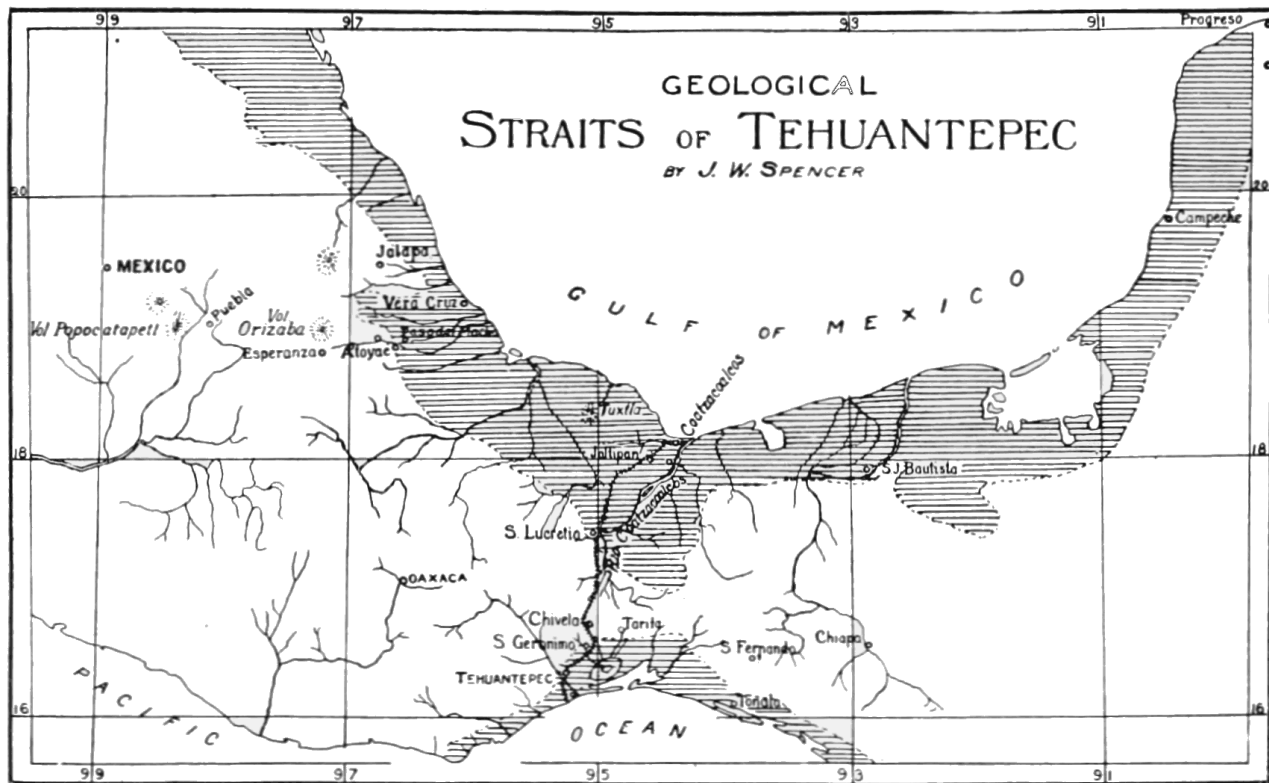 99 97 95 93 91
Progreso
GEOLOGICAL
STRAITS OF TEHUANTEPEC
BY J. W. SPENCER
20 20
Campeche
Jalapa
MEXICO
GULF OF MEXICO
Vera Cruz
Puebla
Vol Popocatapetl
Vol
Orizaba
Esperanza
Atoyac
Tuxtla
Coatzacoalcos
Jaltipan
18 18
S.J. Bautista
Rio Coatzacoalcos
S. Lucretia
OAXACA
Chivela
Tarifa
S. Geronimo
S Fernando
Chiapa
TEHUANTEPEC
Tonala
PACIFIC
OCEAN
16 16
99 97 95 93 91